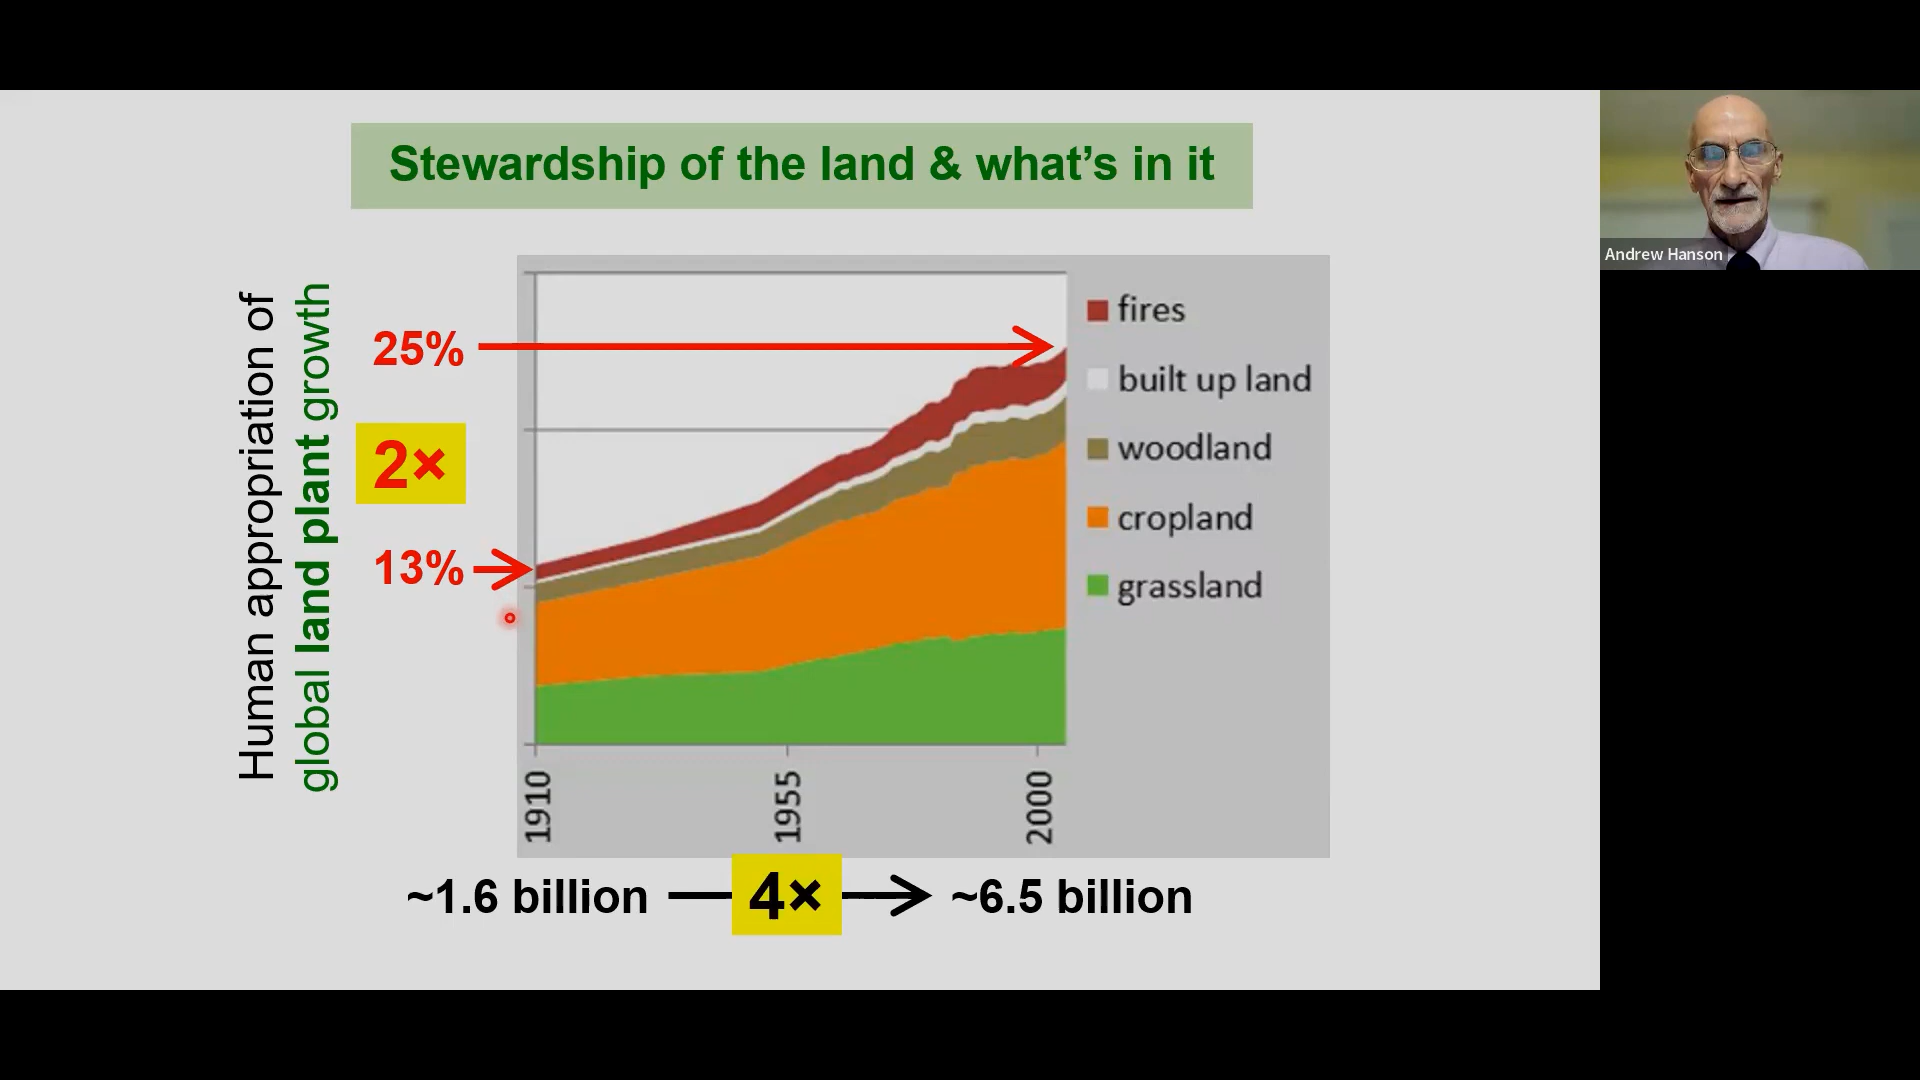 Stewardship of the land & what’s in it
Andrew Hanson
Human appropriation of
global land plant growth
25%
2×
13%
fires
built up land
woodland
cropland
grassland
1910
1955
2000
~1.6 billion
4×
~6.5 billion